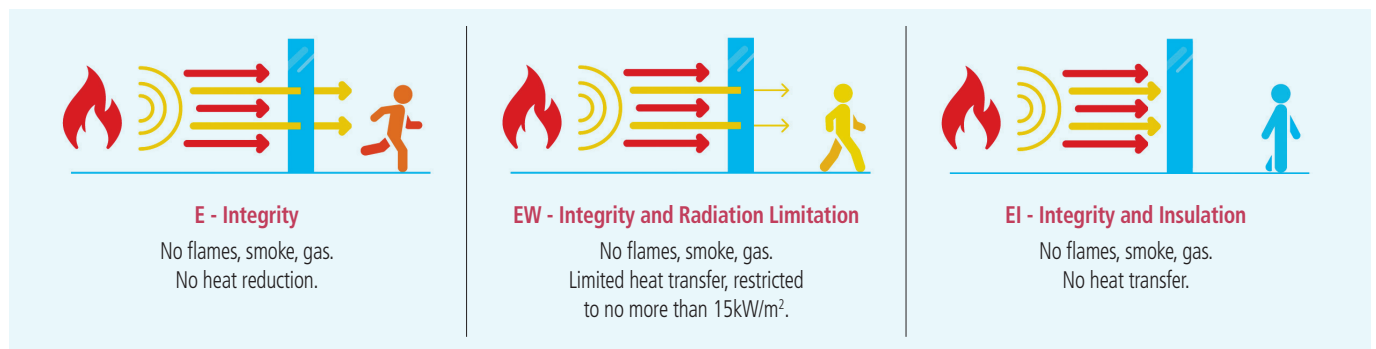 E - Integrity
No flames, smoke, gas.
No heat reduction.
EW - Integrity and Radiation Limitation
No flames, smoke, gas.
Limited heat transfer, restricted
to no more than 15kW/m².
EI - Integrity and Insulation
No flames, smoke, gas.
No heat transfer.